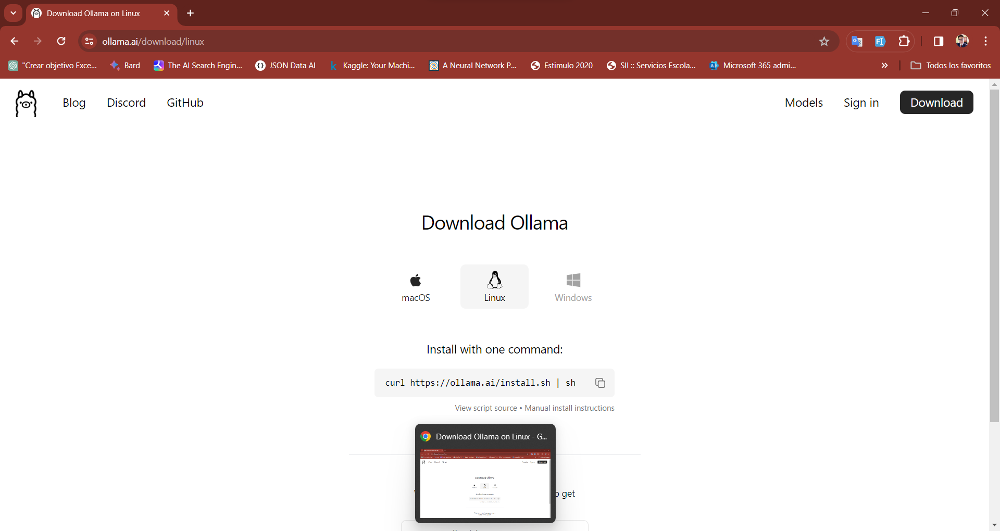 Download Ollama on Linux
ollama.ai/download/linux
"Crear objetivo Exce...
Bard
The AI Search Engin...
JSON Data AI
Kaggle: Your Machi...
A Neural Network P...
Estimulo 2020
SII :: Servicios Escola...
Microsoft 365 admi...
Todos los favoritos
Blog
Discord
GitHub
Models
Sign in
Download
Download Ollama
macOS
Linux
Windows
Install with one command:
curl https://ollama.ai/install.sh | sh
View script source • Manual install instructions
Download Ollama on Linux - G...
get